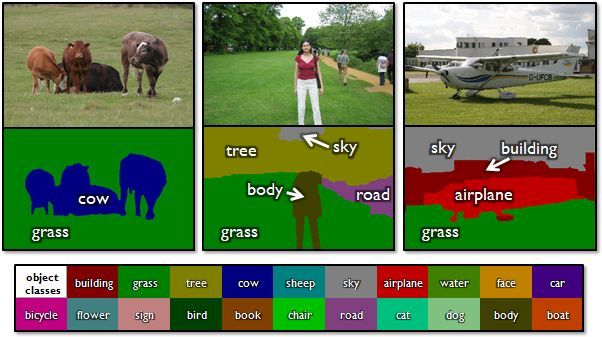 G-UFCB
tree
sky
body
road
grass
cow
grass
sky
building
airplane
grass
object classes building grass tree cow sheep sky airplane water face car
bicycle flower sign bird book chair road cat dog body boat